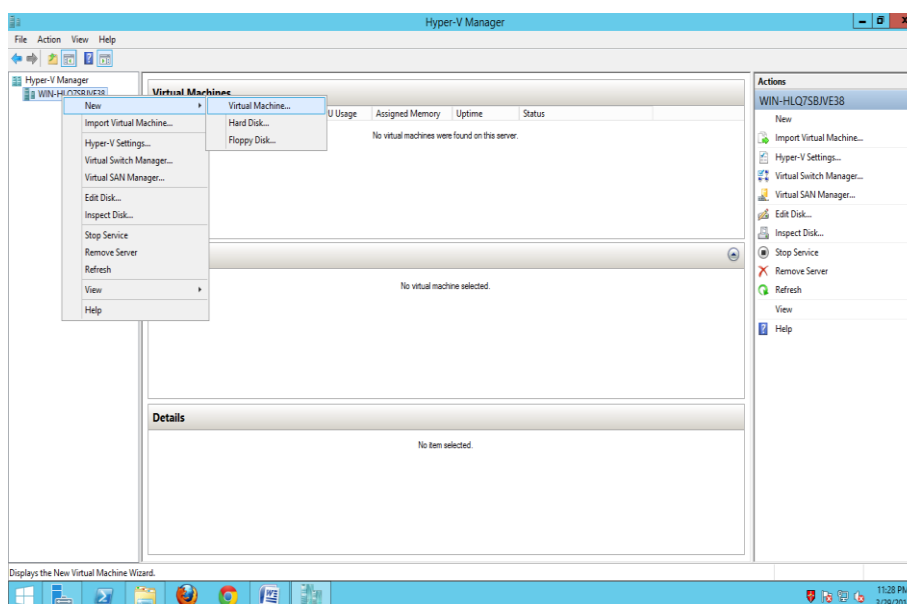 Hyper-V Manager
File Action View Help
Hyper-V Manager
WIN-HLQ7SBJVE38
New
Import Virtual Machine...
Hyper-V Settings...
Virtual Switch Manager...
Virtual SAN Manager...
Edit Disk...
Inspect Disk...
Stop Service
Remove Server
Refresh
View
Help
Virtual Machine...
Hard Disk...
Floppy Disk...
Virtual Machines
U Usage Assigned Memory Uptime Status
No virtual machines were found on this server.
No virtual machine selected.
Details
No item selected.
Actions
WIN-HLQ7SBJVE38
New
Import Virtual Machine...
Hyper-V Settings...
Virtual Switch Manager...
Virtual SAN Manager...
Edit Disk...
Inspect Disk...
Stop Service
Remove Server
Refresh
View
Help
Displays the New Virtual Machine Wizard.
11:28 PM
3/29/201